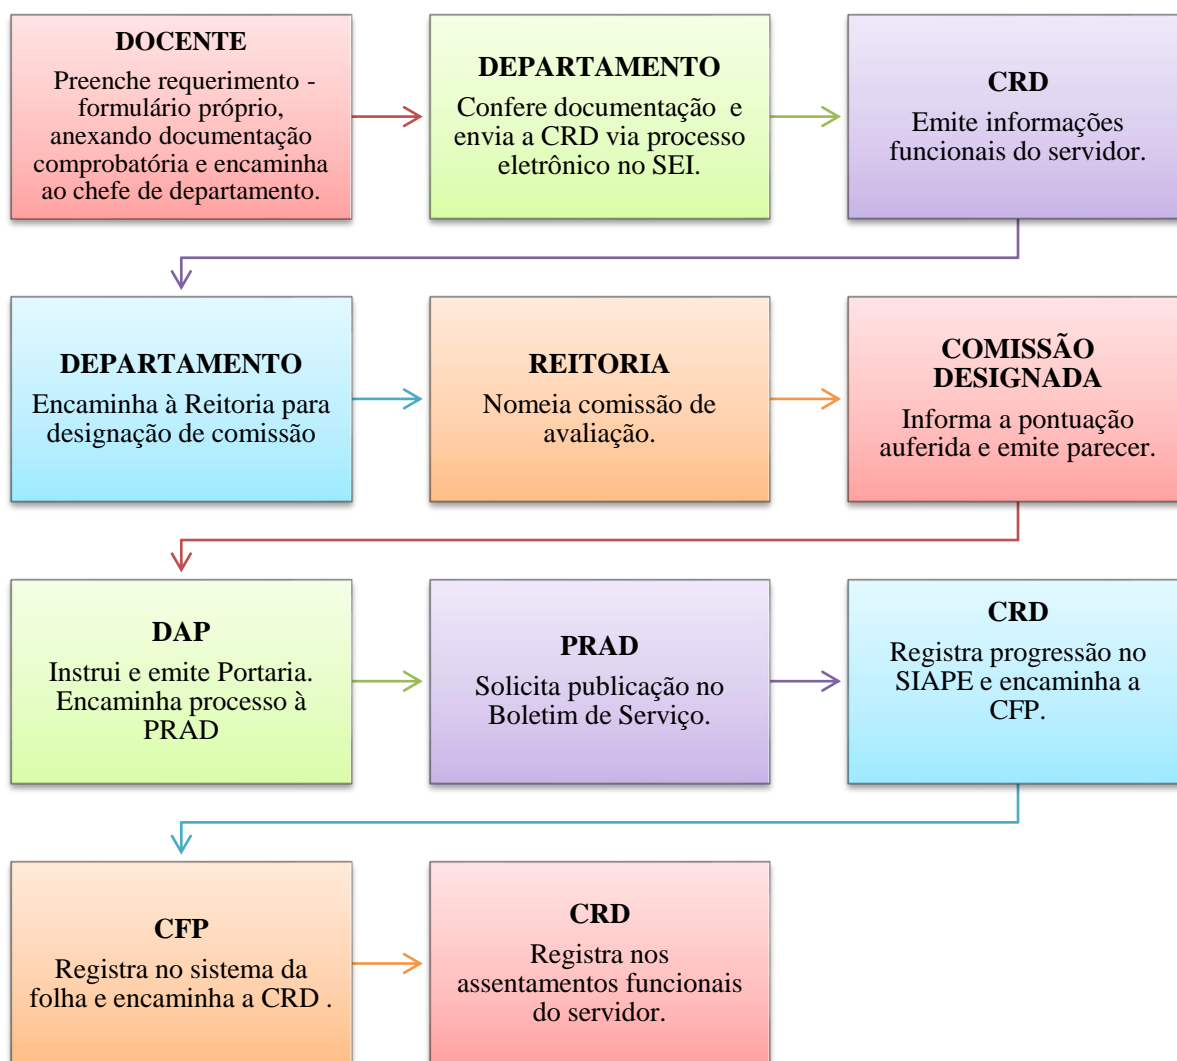 DOCENTE
Preenche requerimento -
formulário próprio,
anexando documentação
comprobatória e encaminha
ao chefe de departamento.
DEPARTAMENTO
Confere documentação e
envia a CRD via processo
eletrônico no SEI.
CRD
Emite informações
funcionais do servidor.
DEPARTAMENTO
Encaminha à Reitoria para
designação de comissão
REITORIA
Nomeia comissão de
avaliação.
COMISSÃO
DESIGNADA
Informa a pontuação
auferida e emite parecer.
DAP
Instrui e emite Portaria.
Encaminha processo à
PRAD
PRAD
Solicita publicação no
Boletim de Serviço.
CRD
Registra progressão no
SIAPE e encaminha a
CFP.
CFP
Registra no sistema da
folha e encaminha a CRD .
CRD
Registra nos
assentamentos funcionais
do servidor.